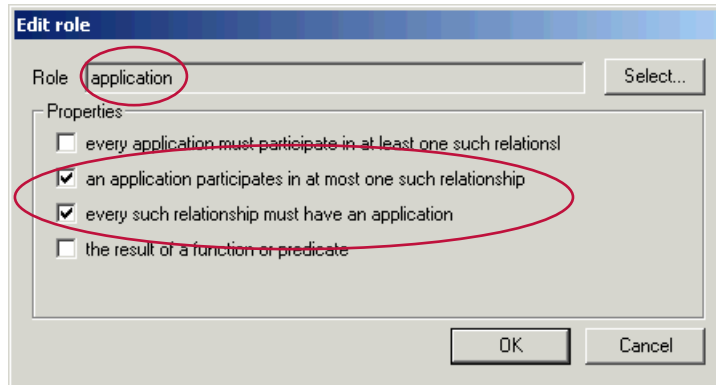 Edit role
Role application Select...
Properties
every application must participate in at least one such relationsl
an application participates in at most one such relationship
every such relationship must have an application
the result of a function or predicate
OK Cancel